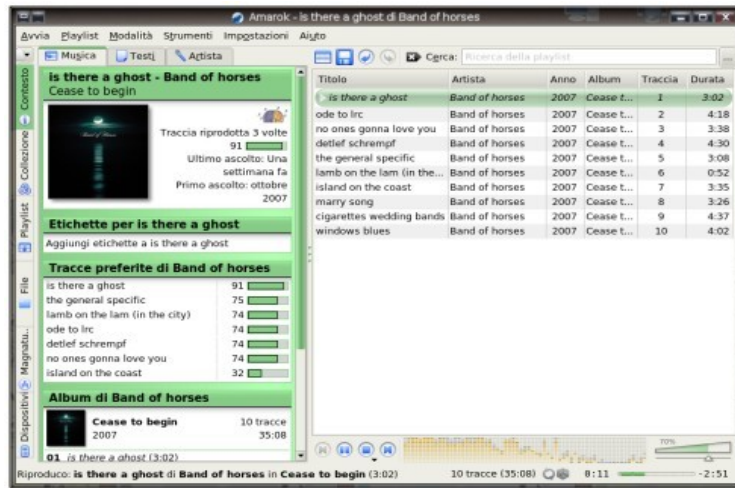 Amarok - is there a ghost di Band of horses
Avvia Playlist Modalità Strumenti Impostazioni Aiuto
Musica Testi Artista
Cerca: Ricerca della playlist
Contesto
Collezione
Playlist
File
Magnatu..
Dispositivi
is there a ghost - Band of horses
Cease to begin
Traccia riprodotta 3 volte
91
Ultimo ascolto: Una
settimana fa
Primo ascolto: ottobre
2007
Etichette per is there a ghost
Aggiungi etichette a is there a ghost
Tracce preferite di Band of horses
is there a ghost 91
the general specific 75
lamb on the lam (in the city) 74
ode to lrc 74
detlef schrempf 74
no ones gonna love you 74
island on the coast 32
Album di Band of horses
Cease to begin 10 tracce
2007 35:08
01 is there a ghost (3:02)
Titolo Artista Anno Album Traccia Durata
is there a ghost Band of horses 2007 Cease t... 1 3:02
ode to lrc Band of horses 2007 Cease t... 2 4:18
no ones gonna love you Band of horses 2007 Cease t... 3 3:38
detlef schrempf Band of horses 2007 Cease t... 4 4:30
the general specific Band of horses 2007 Cease t... 5 3:08
lamb on the lam (in the... Band of horses 2007 Cease t... 6 0:52
island on the coast Band of horses 2007 Cease t... 7 3:35
marry song Band of horses 2007 Cease t... 8 3:26
cigarettes wedding bands Band of horses 2007 Cease t... 9 4:37
windows blues Band of horses 2007 Cease t... 10 4:02
70%
Riproduco: is there a ghost di Band of horses in Cease to begin (3:02) 10 tracce (35:08) 0:11 -2:51